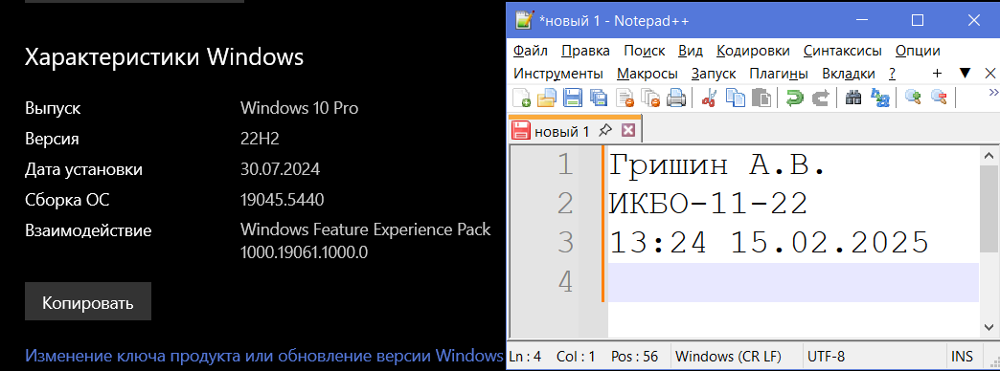 Характеристики Windows
Выпуск Windows 10 Pro
Версия 22H2
Дата установки 30.07.2024
Сборка ОС 19045.5440
Взаимодействие Windows Feature Experience Pack
1000.19061.1000.0
Копировать
Изменение ключа продукта или обновление версии Windows
*новый 1 - Notepad++
Файл Правка Поиск Вид Кодировки Синтаксисы Опции
Инструменты Макросы Запуск Плагины Вкладки ? + ▼ X
новый 1
1 Гришин А.В.
2 ИКБО-11-22
3 13:24 15.02.2025
4
Ln : 4 Col : 1 Pos : 56 Windows (CR LF) UTF-8 INS